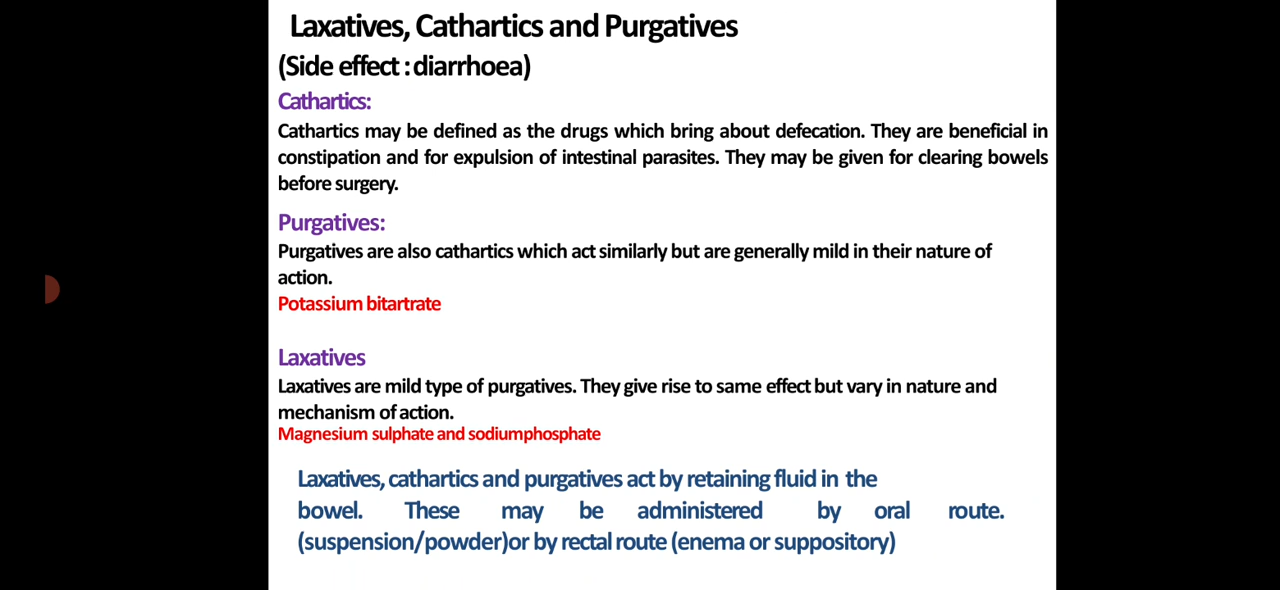 Laxatives, Cathartics and Purgatives
(Side effect : diarrhoea)
Cathartics:
Cathartics may be defined as the drugs which bring about defecation. They are beneficial in
constipation and for expulsion of intestinal parasites. They may be given for clearing bowels
before surgery.
Purgatives:
Purgatives are also cathartics which act similarly but are generally mild in their nature of
action.
Potassium bitartrate
Laxatives
Laxatives are mild type of purgatives. They give rise to same effect but vary in nature and
mechanism of action.
Magnesium sulphate and sodiumphosphate
Laxatives, cathartics and purgatives act by retaining fluid in the
bowel. These may be administered by oral route.
(suspension/powder)or by rectal route (enema or suppository)